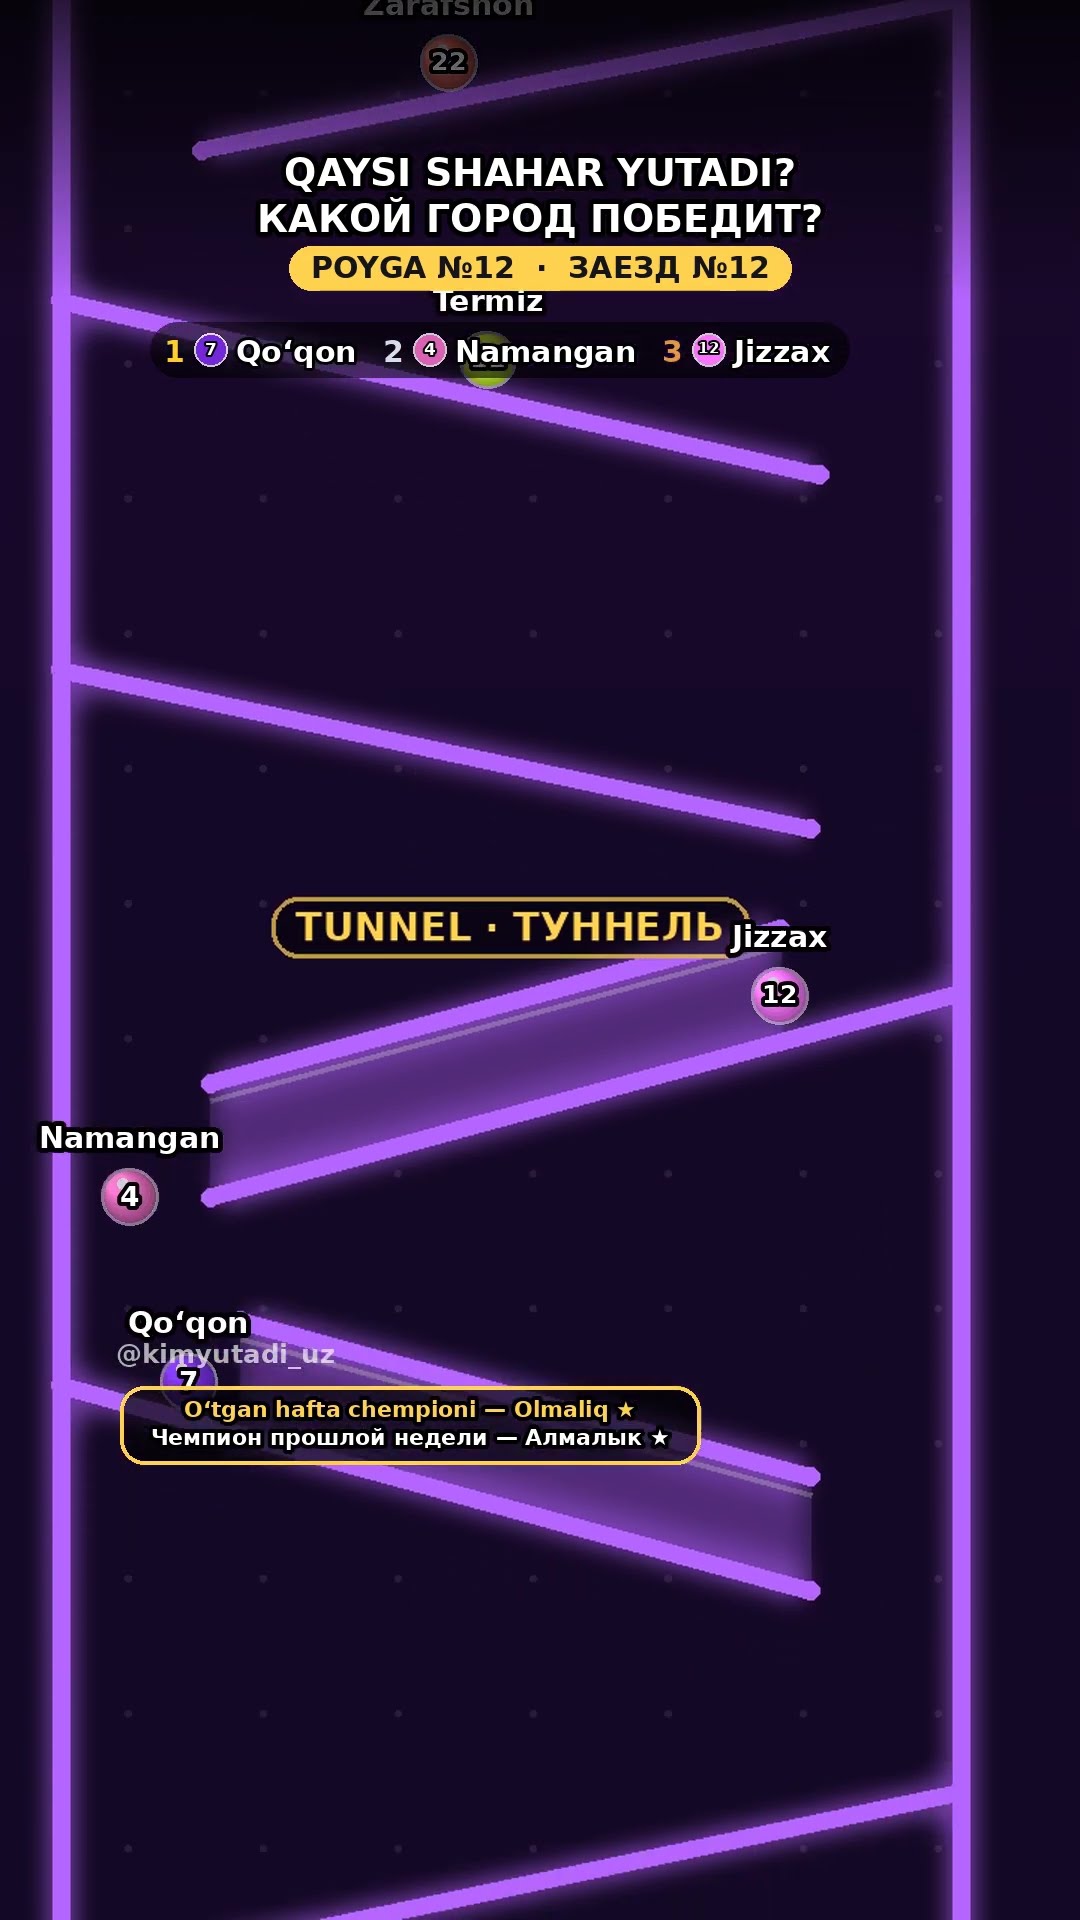 Zarafshon
22
QAYSI SHAHAR YUTADI?
КАКОЙ ГОРОД ПОБЕДИТ?
POYGA №12 · ЗАЕЗД №12
Termiz
1 7 Qo‘qon 2 4 Namangan 3 12 Jizzax
TUNNEL · ТУННЕЛЬ
Jizzax
12
Namangan
4
Qo‘qon
@kimyutadi_uz
7
O‘tgan hafta chempioni — Olmaliq ★
Чемпион прошлой недели — Алмалык ★